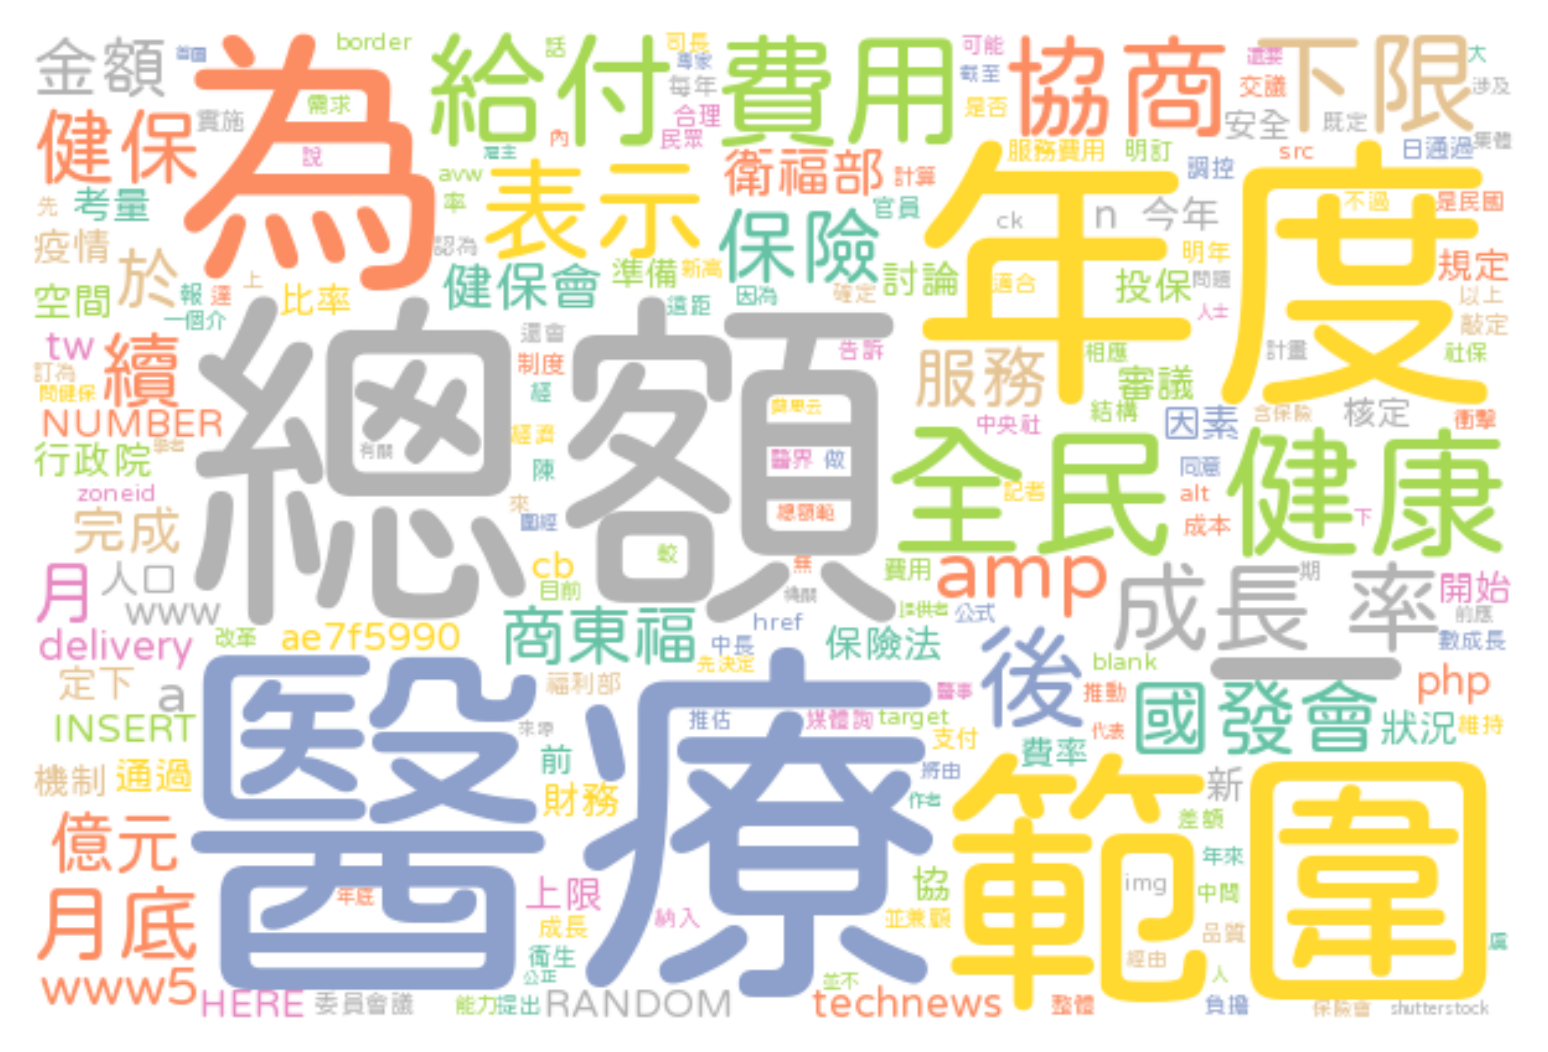 金額
首國
為
border
給付費用
話
司長
專家
每年
合理
民眾
可能
截至
是否
協商
下限
還要
交議
大
涉及
健保
實施
需求
說
雇主
內
avw
率
表示
衛福部
計算
官員
服務費用
明訂
安全
既定
src
調控
日通過
集體
先
考量
疫情
於
認為
健保會
準備
新高
遠距
保險
討論
因為
確定
年度
ck
n
今年
明年
適合
投保
問題
人士
不過
是民國
規定
以上
敲定
空間
報
達
上
一個介
比率
tw
訂為
問健保
續
NUMBER
總額
有關
還會
制度
經
經濟
陳
來
圍經
告訴
蘭思云
醫界
做
總額範
較
無
機關
服務
相應
審議
結構
計畫
社保
中央社
因素
含保險
核定
衝擊
行政院
學者
zoneid
完成
全民健康
記者
同意
alt
成本
下
月
人口
www
cb
目前
費用
amp
成長率
期
開始
前應
數成長
delivery
改革
ae7f5990
商東福
中長
href
先決定
保險法
提供者
公式
定下
a
福利部
後
blank
推動
代表
國發會
php
狀況
維持
INSERT
來源
醫療
推估
媒體詢
target
醫事
支付
費率
將由
作者
機制
通過
前
財務
範圍
新
差額
年來
中間
img
品質
經由
人
億元
月底
年底
上限
成長
納入
協
並兼顧
衛生
公正
並不
虞
www5
HERE
委員會議
能力
提出
RANDOM
technews
整體
負擔
保險會
shutterstock